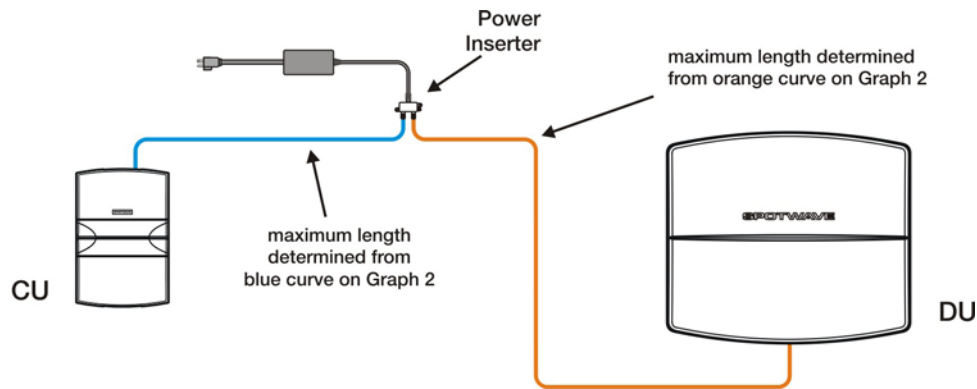 Power
Inserter
maximum length determined
from orange curve on Graph 2
SPOTWAVE
maximum length
determined from
blue curve on Graph 2
CU
DU